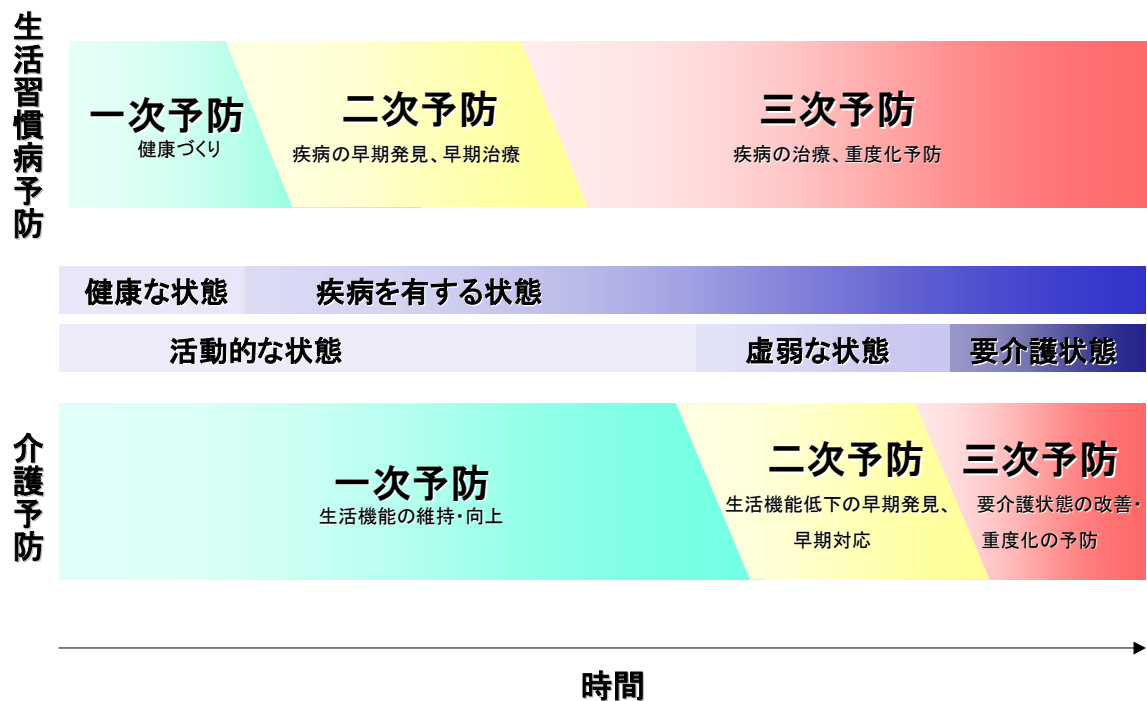 生活習慣病予防
一次予防
健康づくり
二次予防
疾病の早期発見、早期治療
三次予防
疾病の治療、重度化予防
健康な状態
疾病を有する状態
活動的な状態
虚弱な状態
要介護状態
介護予防
一次予防
生活機能の維持・向上
二次予防
生活機能低下の早期発見、
早期対応
三次予防
要介護状態の改善・
重度化の予防
時間